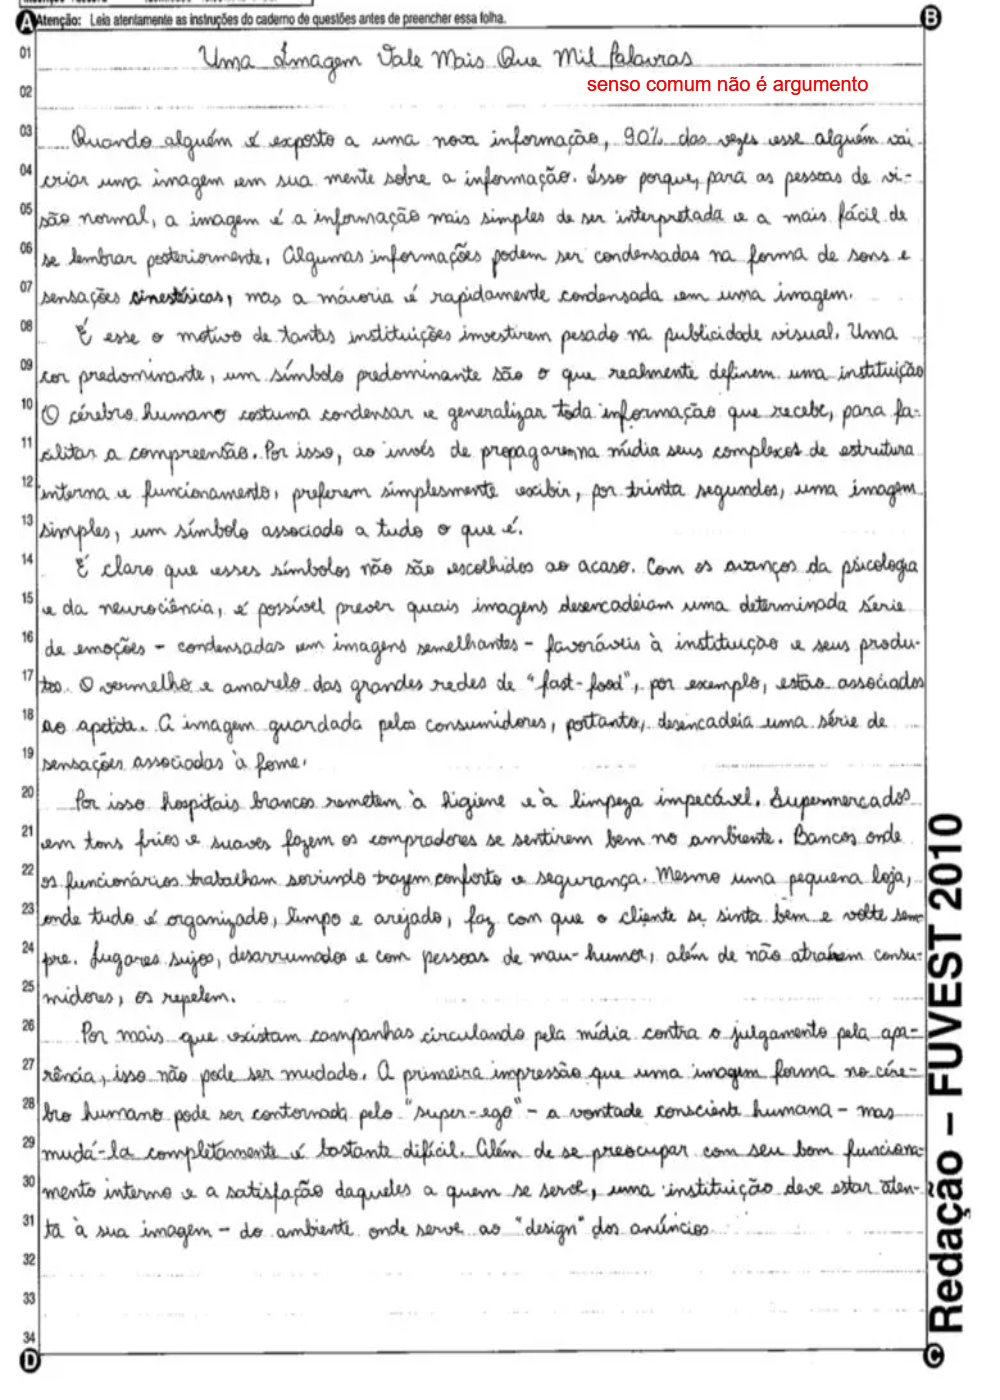 Atenção: Leia atentamente as instruções do caderno de questões antes de preencher essa folha.
A
B
01 Uma Imagem Vale Mais Que Mil Palavras
senso comum não é argumento
02
03 Quando alguém é exposto a uma nova informação, 90% das vezes esse alguém vai
04 criar uma imagem em sua mente sobre a informação. Isso porque, para as pessoas de vi-
05 são normal, a imagem é a informação mais simples de ser interpretada e a mais fácil de
06 se lembrar posteriormente. Algumas informações podem ser condensadas na forma de sons e
07 sensações sinestésicas, mas a maioria é rapidamente condensada em uma imagem.
08 É esse o motivo de tantas instituições investirem pesado na publicidade visual. Uma
09 cor predominante, um símbolo predominante são o que realmente definem uma instituição
10 O cérebro humano costuma condensar e generalizar toda informação que recebe, para fa-
11 cilitar a compreensão. Por isso, ao invés de propagarem na mídia seus complexos de estrutura
12 interna e funcionamento, preferem simplesmente exibir, por trinta segundos, uma imagem
13 simples, um símbolo associado a tudo o que é.
14 É claro que esses símbolos não são escolhidos ao acaso. Com os avanços da psicologia
15 e da neurociência, é possível prever quais imagens desencadeiam uma determinada série
16 de emoções - condensadas em imagens semelhantes - favoráveis à instituição e seus produ-
17 tos. O vermelho e amarelo das grandes redes de "fast-food", por exemplo, estão associados
18 ao apetite. A imagem guardada pelos consumidores, portanto, desencadeia uma série de
19 sensações associadas à fome.
20 Por isso hospitais brancos remetem à higiene e à limpeza impecável. Supermercados
21 em tons frios e suaves fazem os compradores se sentirem bem no ambiente. Bancos onde
22 os funcionários trabalham sorrindo trazem conforto e segurança. Mesmo uma pequena loja,
23 onde tudo é organizado, limpo e arejado, faz com que o cliente se sinta bem e volte sem
24 pre. Lugares sujos, desarrumados e com pessoas de mau-humor, além de não atraírem consu-
25 midores, os repelem.
26 Por mais que existam campanhas circulando pela mídia contra o julgamento pela apa-
27 rência, isso não pode ser mudado. A primeira impressão que uma imagem forma no cére-
28 bro humano pode ser contornada pelo "super-ego" - a vontade consciente humana - mas
29 mudá-la completamente é bastante difícil. Além de se preocupar com seu bom funciona-
30 mento interno e a satisfação daqueles a quem se serve, uma instituição deve estar aten-
31 ta à sua imagem - do ambiente onde serve ao "design" dos anúncios
32
33
34
D
C
Redação – FUVEST 2010